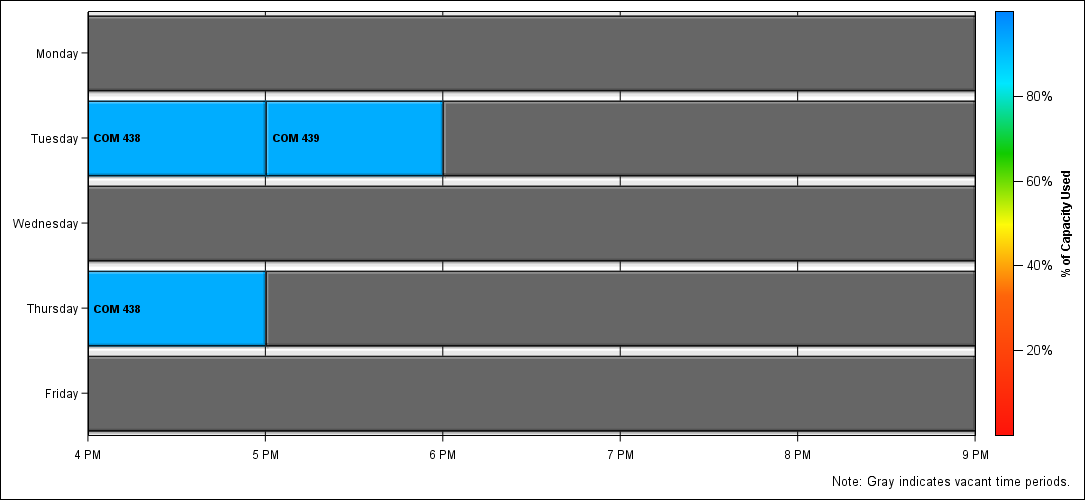 Monday
Tuesday
COM 438
COM 439
Wednesday
Thursday
COM 438
Friday
4 PM 5 PM 6 PM 7 PM 8 PM 9 PM
80%
60%
40%
20%
% of Capacity Used
Note: Gray indicates vacant time periods.